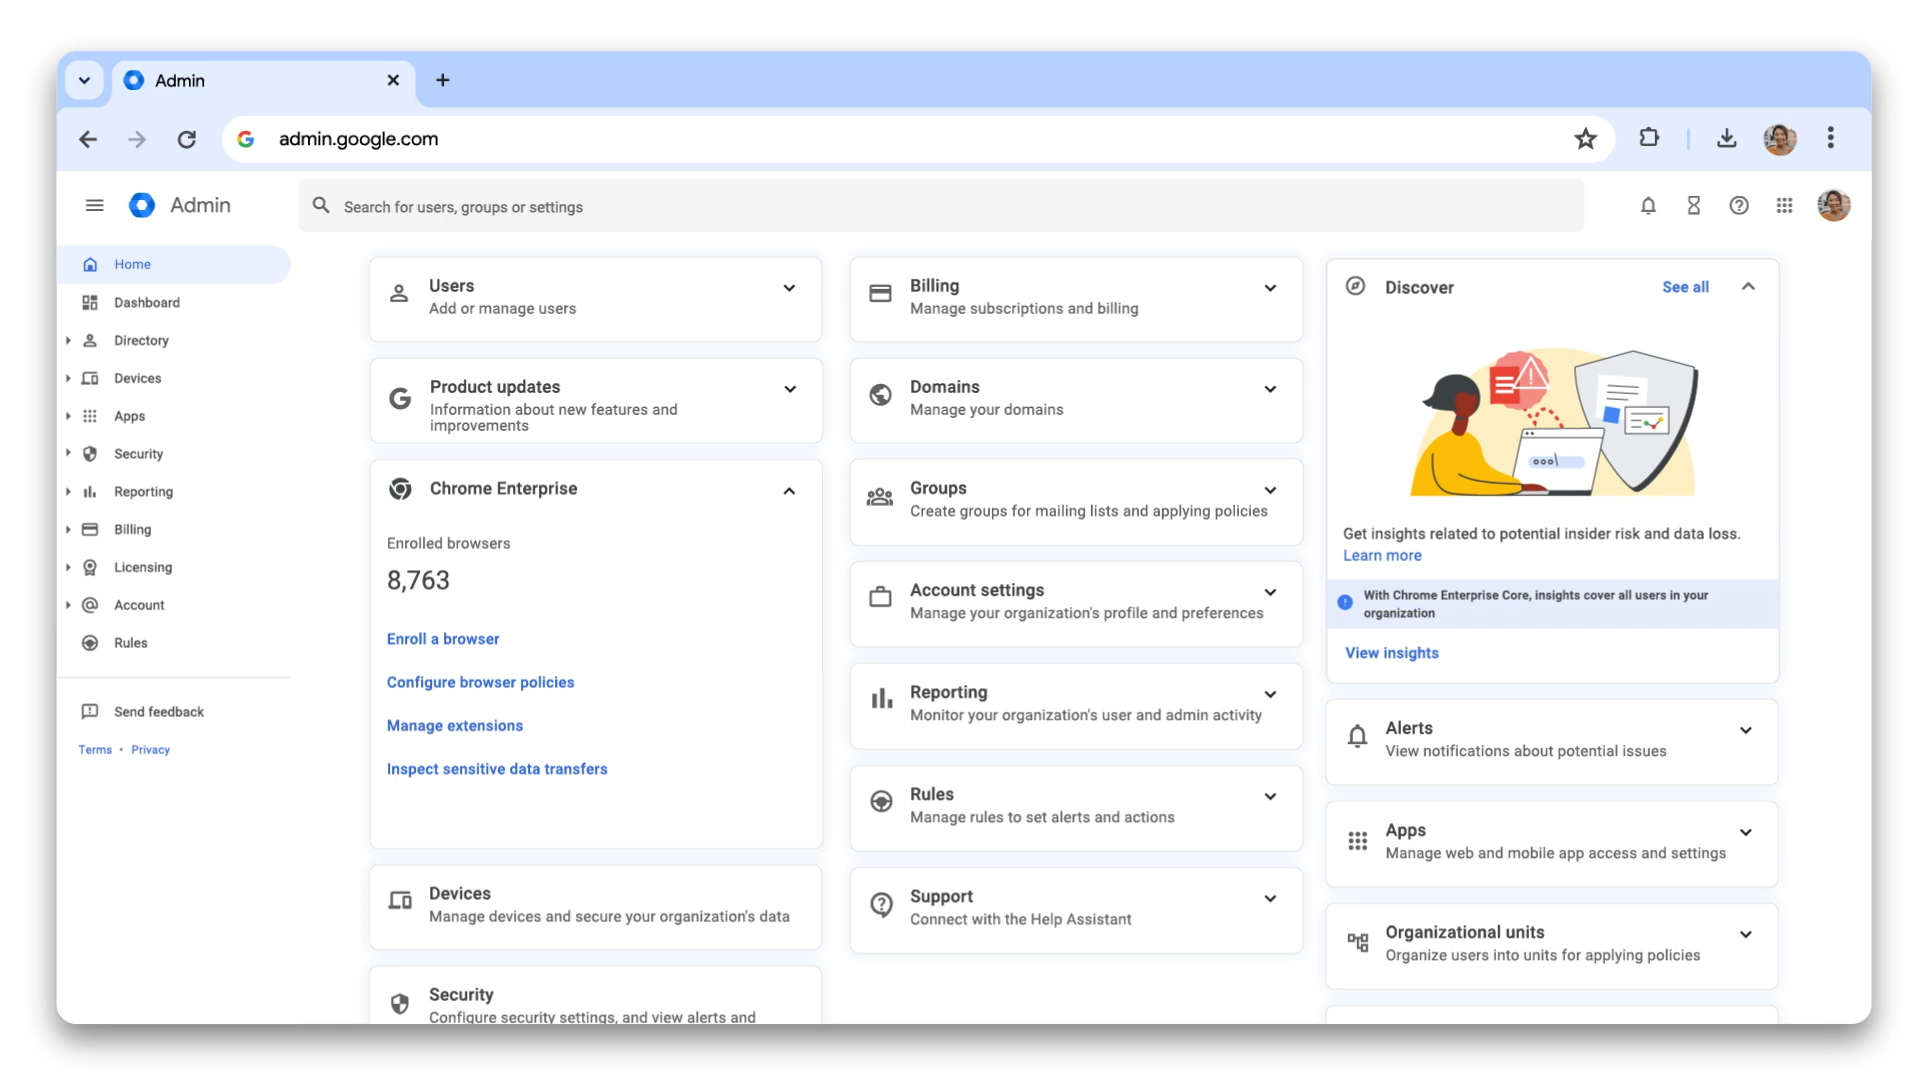 Admin
admin.google.com
Admin
Search for users, groups or settings
Home
Dashboard
Directory
Devices
Apps
Security
Reporting
Billing
Licensing
Account
Rules
Send feedback
Terms • Privacy
Users
Add or manage users
Product updates
Information about new features and
improvements
Chrome Enterprise
Enrolled browsers
8,763
Enroll a browser
Configure browser policies
Manage extensions
Inspect sensitive data transfers
Devices
Manage devices and secure your organization's data
Security
Configure security settings, and view alerts and
Billing
Manage subscriptions and billing
Domains
Manage your domains
Groups
Create groups for mailing lists and applying policies
Account settings
Manage your organization's profile and preferences
Reporting
Monitor your organization's user and admin activity
Rules
Manage rules to set alerts and actions
Support
Connect with the Help Assistant
Discover
See all
Get insights related to potential insider risk and data loss.
Learn more
With Chrome Enterprise Core, insights cover all users in your
organization
View insights
Alerts
View notifications about potential issues
Apps
Manage web and mobile app access and settings
Organizational units
Organize users into units for applying policies